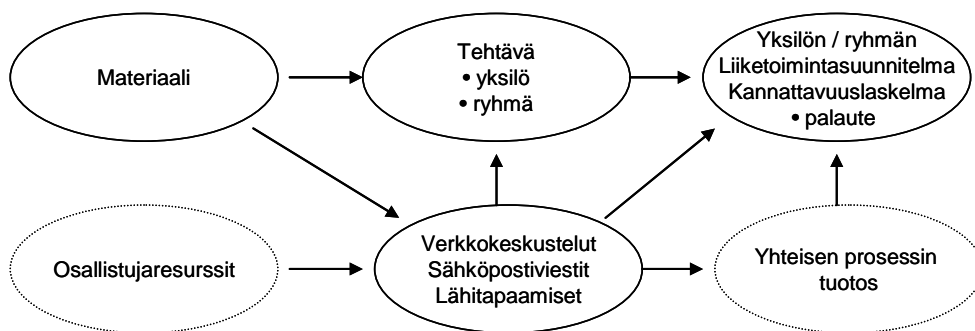 Materiaali
Tehtävä
• yksilö
• ryhmä
Yksilön / ryhmän
Liiketoimintasuunnitelma
Kannattavuuslaskelma
• palaute
Osallistujaresurssit
Verkkokeskustelut
Sähköpostiviestit
Lähitapaamiset
Yhteisen prosessin
tuotos